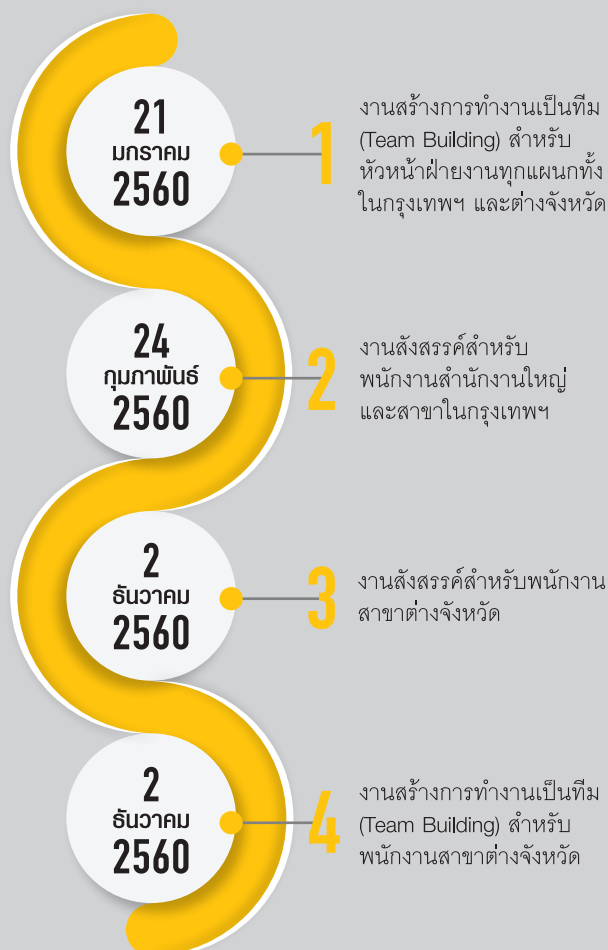 21
มกราคม
2560
1
งานสร้างการทำงานเป็นทีม
(Team Building) สำหรับ
หัวหน้าฝ่ายงานทุกแผนกทั้ง
ในกรุงเทพฯ และต่างจังหวัด
24
กุมภาพันธ์
2560
2
งานสังสรรค์สำหรับ
พนักงานสำนักงานใหญ่
และสาขาในกรุงเทพฯ
2
ธันวาคม
2560
3
งานสังสรรค์สำหรับพนักงาน
สาขาต่างจังหวัด
2
ธันวาคม
2560
4
งานสร้างการทำงานเป็นทีม
(Team Building) สำหรับ
พนักงานสาขาต่างจังหวัด